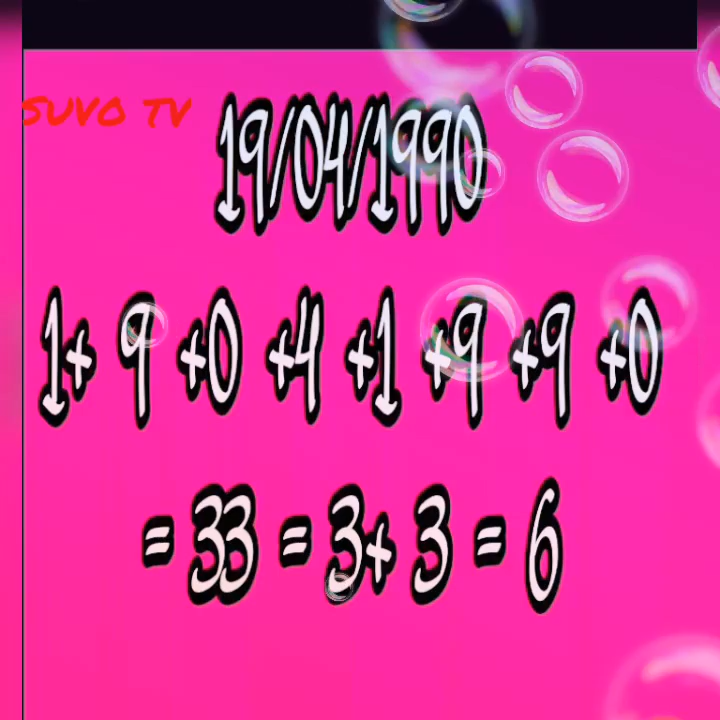 SUVO TV
19/04/1990
1+ 9 +0 +4 +1 +9 +9 +0
= 33 = 3+ 3 = 6